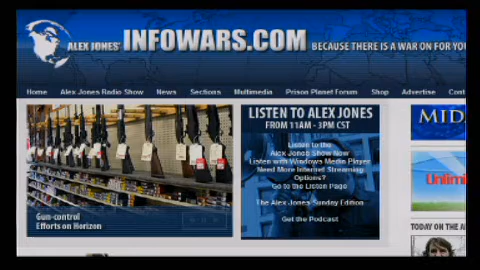 ALEX JONES' INFOWARS.COM BECAUSE THERE IS A WAR ON FOR YOU
Home Alex Jones Radio Show News Sections Multimedia Prison Planet Forum Shop Advertise Cont
LISTEN TO ALEX JONES
FROM 11AM - 3PM CST
Listen to the
Alex Jones Show Now
Listen with Windows Media Player
Need More Internet Streaming
Options?
Go to the Listen Page
The Alex Jones Sunday Edition
Get the Podcast
Gun-control
Efforts on Horizon
MID
Unlim
TODAY ON THE A